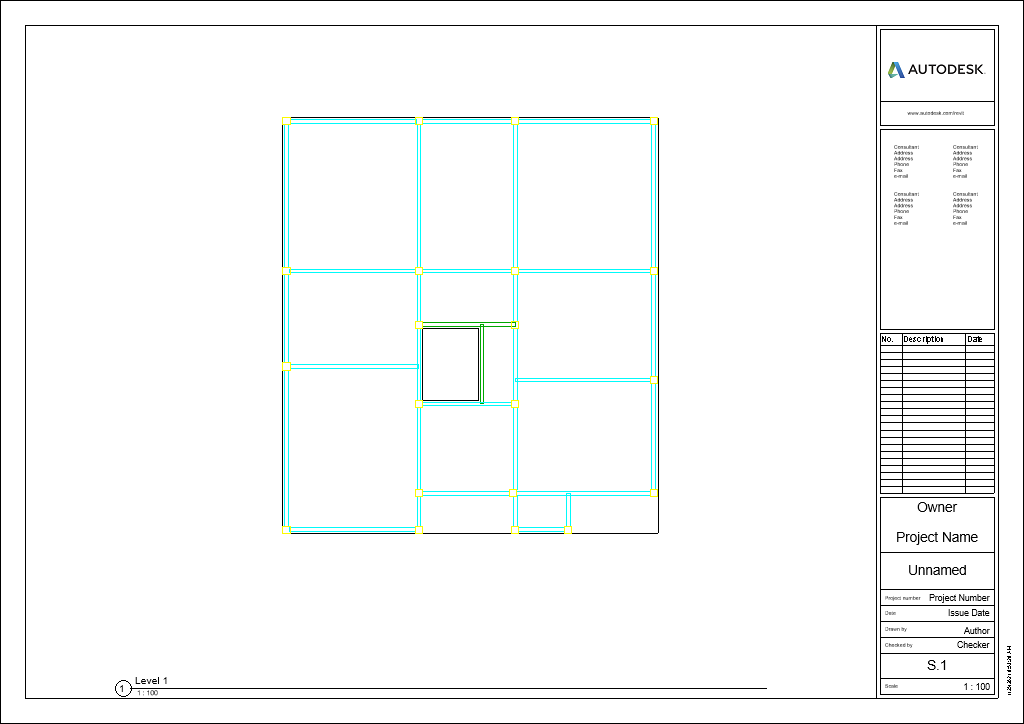 AUTODESK.
www.autodesk.com/revit
Consultant
Address
Address
Phone
Fax
e-mail
Consultant
Address
Address
Phone
Fax
e-mail
Consultant
Address
Address
Phone
Fax
e-mail
Consultant
Address
Address
Phone
Fax
e-mail
No. Description Date
Owner
Project Name
Unnamed
Project number Project Number
Date Issue Date
Drawn by Author
Checked by Checker
S.1
Scale 1 : 100
1 Level 1
1 : 100